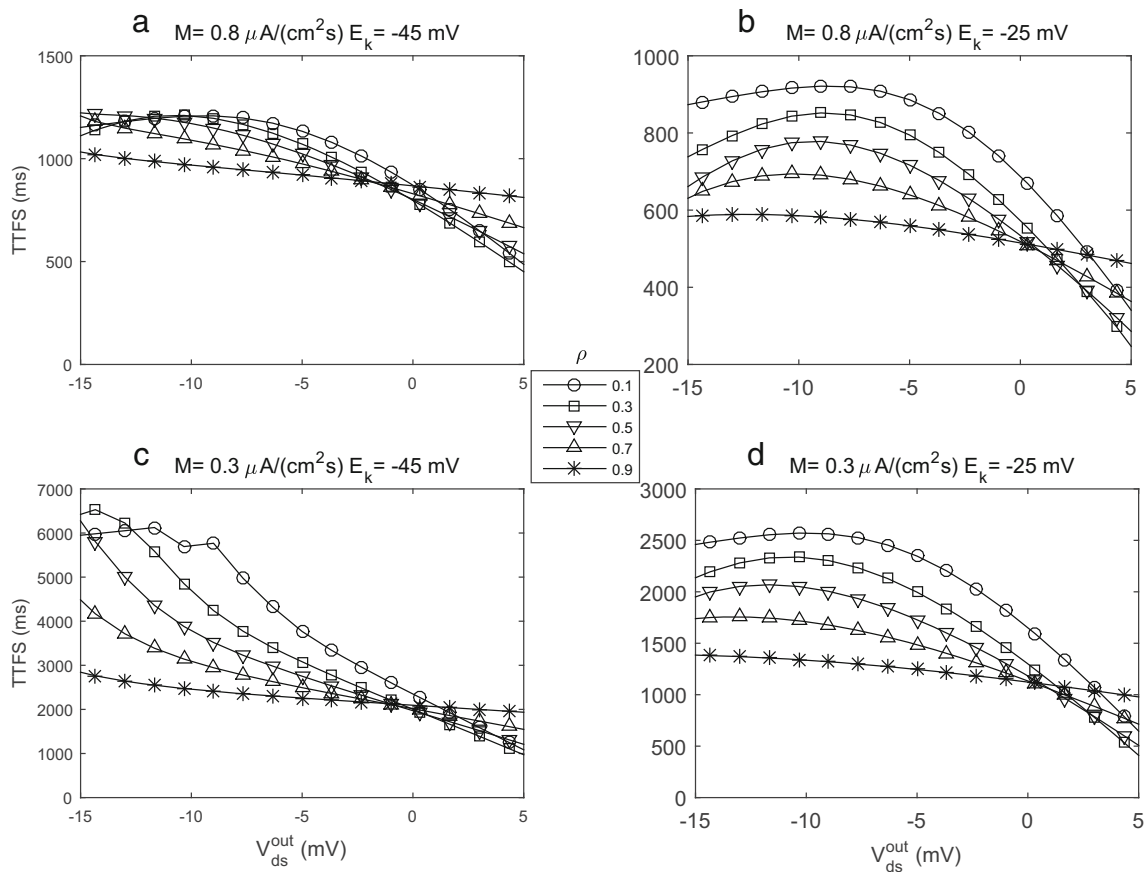 a
M= 0.8 μA/(cm²s) Eₖ= -45 mV
1500
1000
500
0
TTFS (ms)
-15 -10 -5 0 5
b
M= 0.8 μA/(cm²s) Eₖ= -25 mV
1000
800
600
400
200
-15 -10 -5 0 5
ρ
0.1
0.3
0.5
0.7
0.9
c
M= 0.3 μA/(cm²s) Eₖ= -45 mV
7000
6000
5000
4000
3000
2000
1000
0
TTFS (ms)
-15 -10 -5 0 5
V_ds^out (mV)
d
M= 0.3 μA/(cm²s) Eₖ= -25 mV
3000
2500
2000
1500
1000
500
0
-15 -10 -5 0 5
V_ds^out (mV)